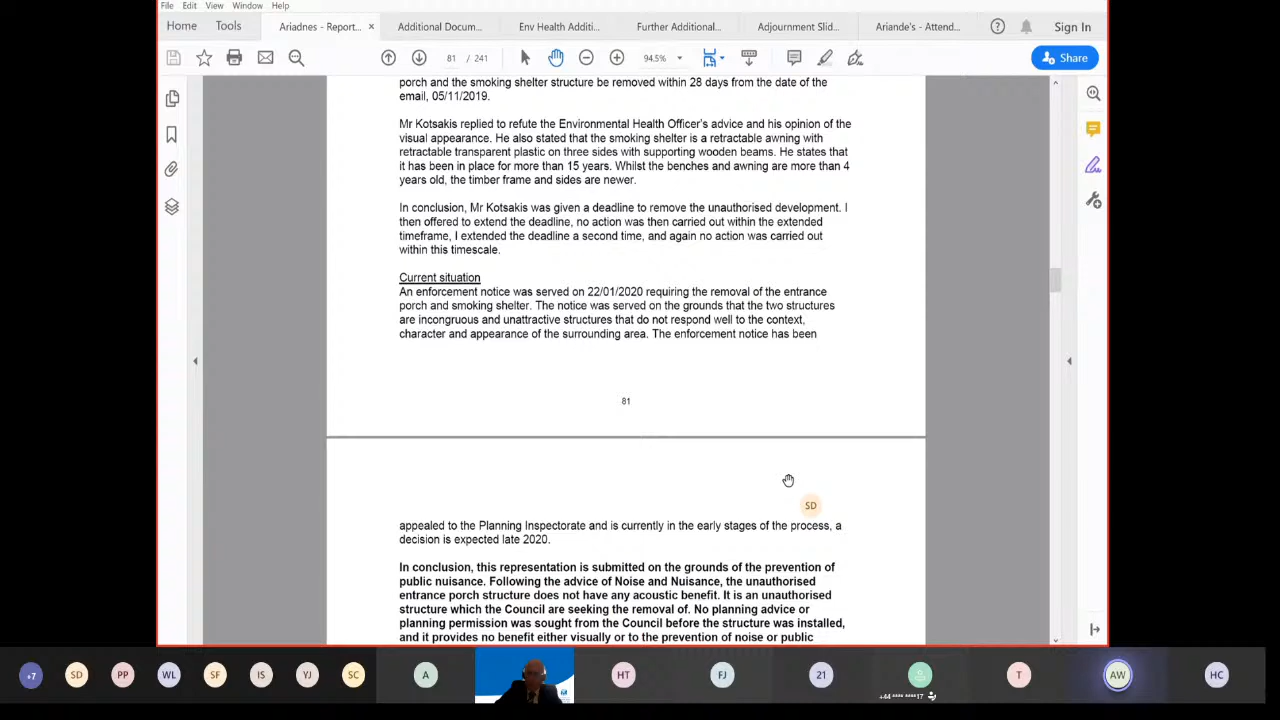 File Edit View Window Help
Home Tools Ariadnes - Report... × Additional Docum... Env Health Additi... Further Additional... Adjournment Slid... Ariande's - Attend... Sign In
81 / 241 94.5% Share
porch and the smoking shelter structure be removed within 28 days from the date of the
email, 05/11/2019.
Mr Kotsakis replied to refute the Environmental Health Officer's advice and his opinion of the
visual appearance. He also stated that the smoking shelter is a retractable awning with
retractable transparent plastic on three sides with supporting wooden beams. He states that
it has been in place for more than 15 years. Whilst the benches and awning are more than 4
years old, the timber frame and sides are newer.
In conclusion, Mr Kotsakis was given a deadline to remove the unauthorised development. I
then offered to extend the deadline, no action was then carried out within the extended
timeframe, I extended the deadline a second time, and again no action was carried out
within this timescale.
Current situation
An enforcement notice was served on 22/01/2020 requiring the removal of the entrance
porch and smoking shelter. The notice was served on the grounds that the two structures
are incongruous and unattractive structures that do not respond well to the context,
character and appearance of the surrounding area. The enforcement notice has been
81
SD
appealed to the Planning Inspectorate and is currently in the early stages of the process, a
decision is expected late 2020.
In conclusion, this representation is submitted on the grounds of the prevention of
public nuisance. Following the advice of Noise and Nuisance, the unauthorised
entrance porch structure does not have any acoustic benefit. It is an unauthorised
structure which the Council are seeking the removal of. No planning advice or
planning permission was sought from the Council before the structure was installed,
and it provides no benefit either visually or to the prevention of noise or public
+7 SD PP WL SF IS YJ SC A HT FJ 21 T AW HC
+44 **** ****17